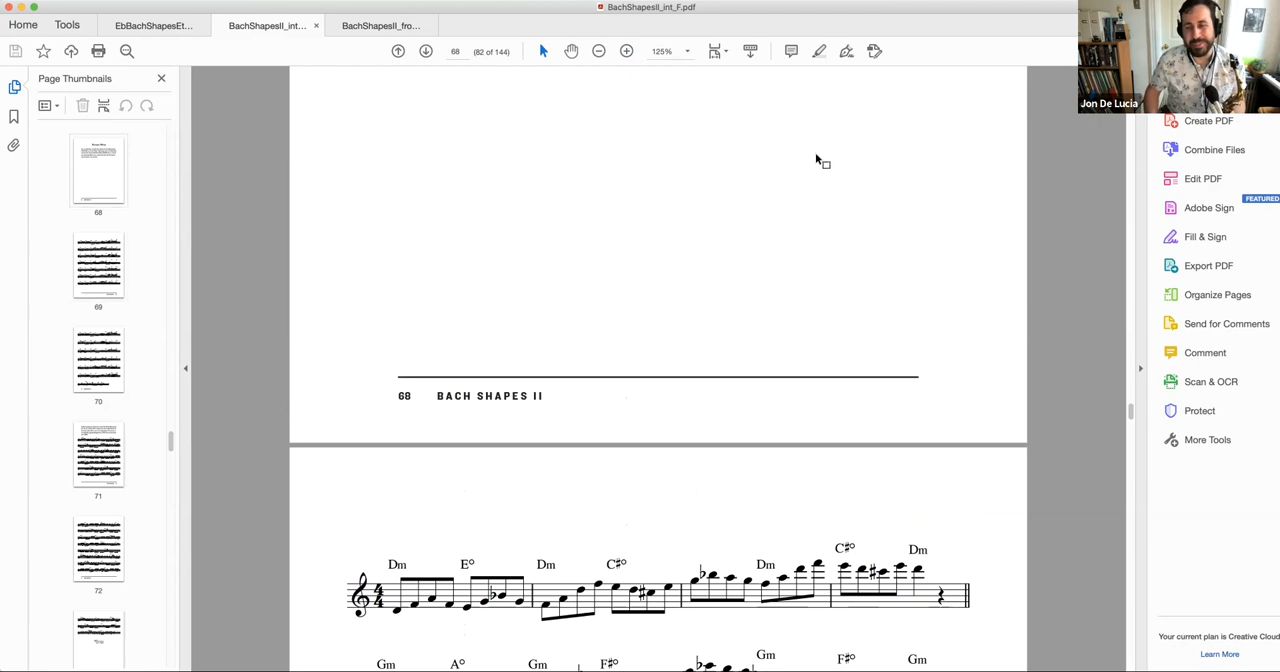 BachShapesII_int_F.pdf
Home Tools EbBachShapesEt... BachShapesII_int... × BachShapesII_fro...
68 (82 of 144) 125%
Page Thumbnails
68
69
70
71
72
Jon De Lucia
Create PDF
Combine Files
Edit PDF
FEATURED
Adobe Sign
Fill & Sign
Export PDF
Organize Pages
Send for Comments
Comment
Scan & OCR
Protect
More Tools
Your current plan is Creative Cloud
Learn More
68 BACH SHAPES II
Dm E° Dm C#° Dm C#° Dm
4
4
Gm A° Gm F#° Gm F#° Gm